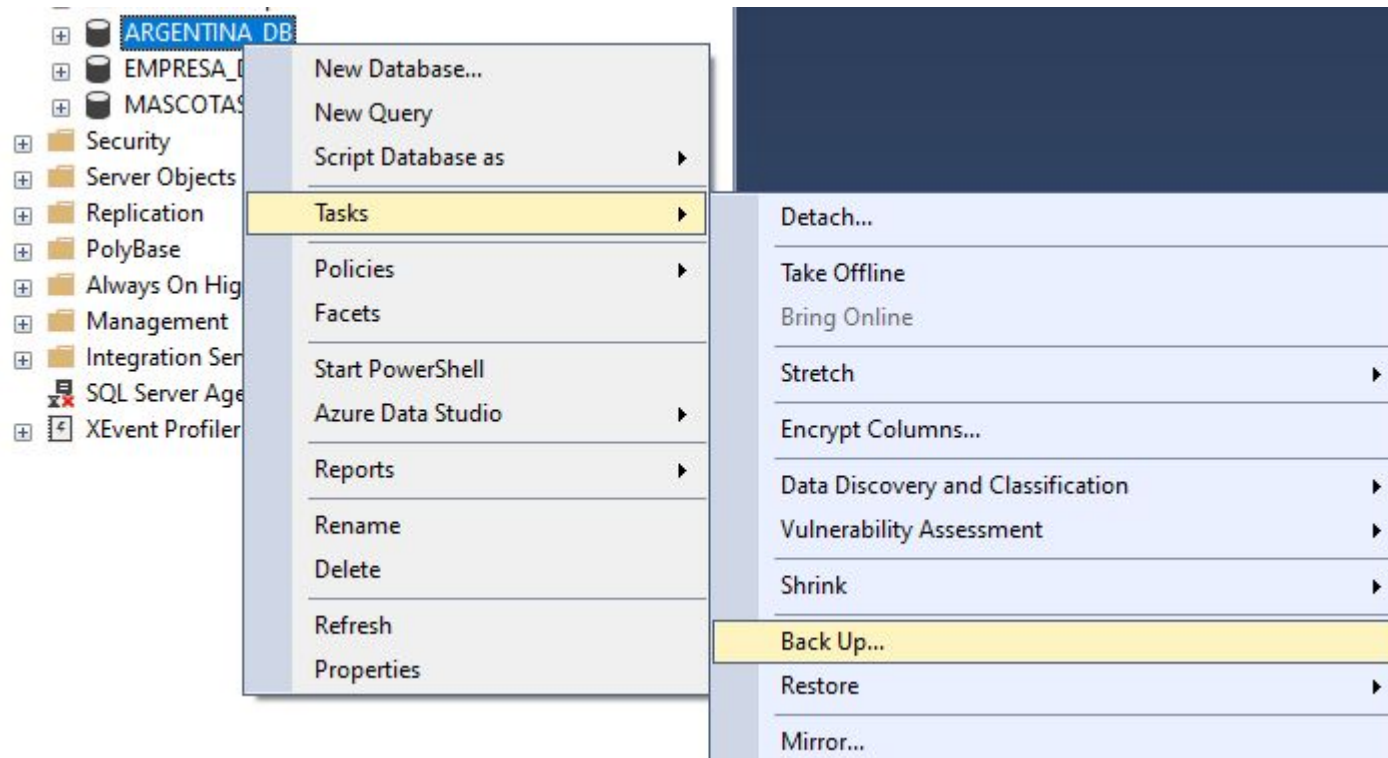 ARGENTINA_DB
EMPRESA_
MASCOTAS
Security
Server Objects
Replication
PolyBase
Always On Hig
Management
Integration Ser
SQL Server Age
XEvent Profiler
New Database...
New Query
Script Database as
Tasks
Policies
Facets
Start PowerShell
Azure Data Studio
Reports
Rename
Delete
Refresh
Properties
Detach...
Take Offline
Bring Online
Stretch
Encrypt Columns...
Data Discovery and Classification
Vulnerability Assessment
Shrink
Back Up...
Restore
Mirror...